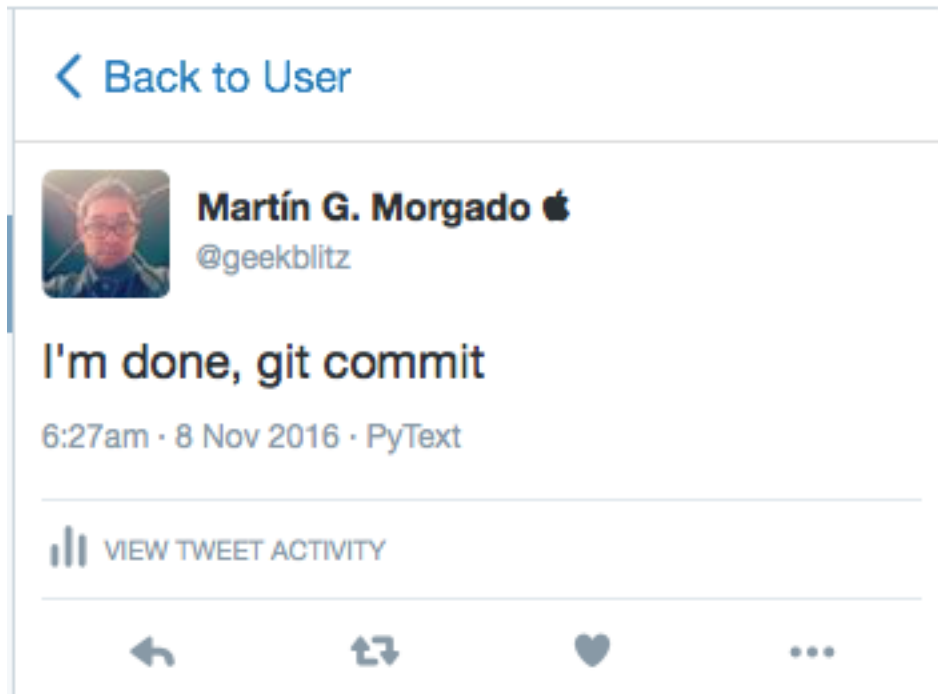 Back to User
Martín G. Morgado 
@geekblitz
I'm done, git commit
6:27am · 8 Nov 2016 · PyText
VIEW TWEET ACTIVITY